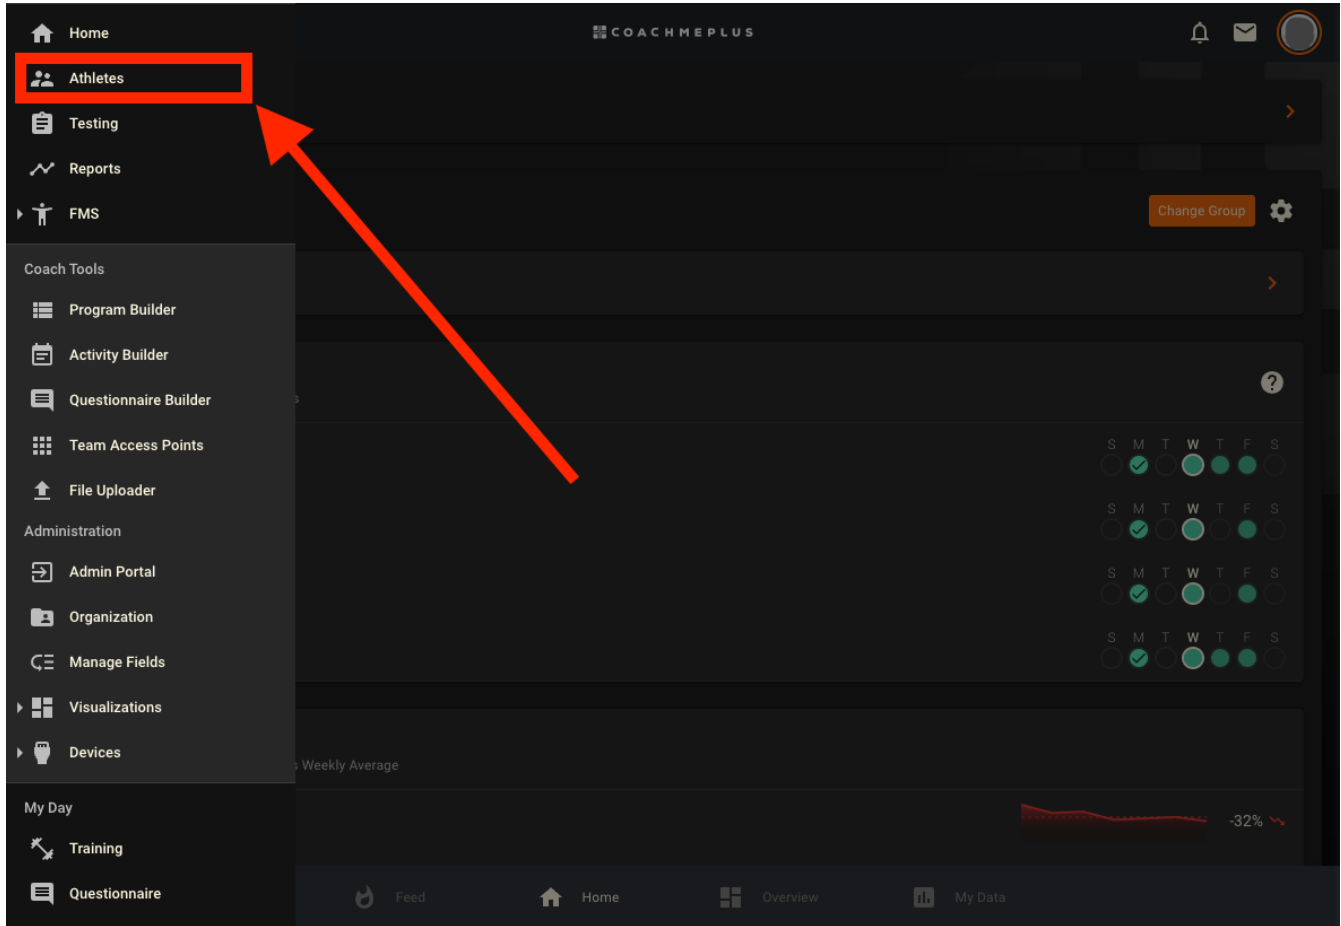 Home
Athletes
Testing
Reports
FMS
Coach Tools
Program Builder
Activity Builder
Questionnaire Builder
Team Access Points
File Uploader
Administration
Admin Portal
Organization
Manage Fields
Visualizations
Devices
My Day
Training
Questionnaire
COACHMEPLUS
Change Group
s
S M T W T F S
S M T W T F S
S M T W T F S
S M T W T F S
s Weekly Average
-32%
Feed
Home
Overview
My Data